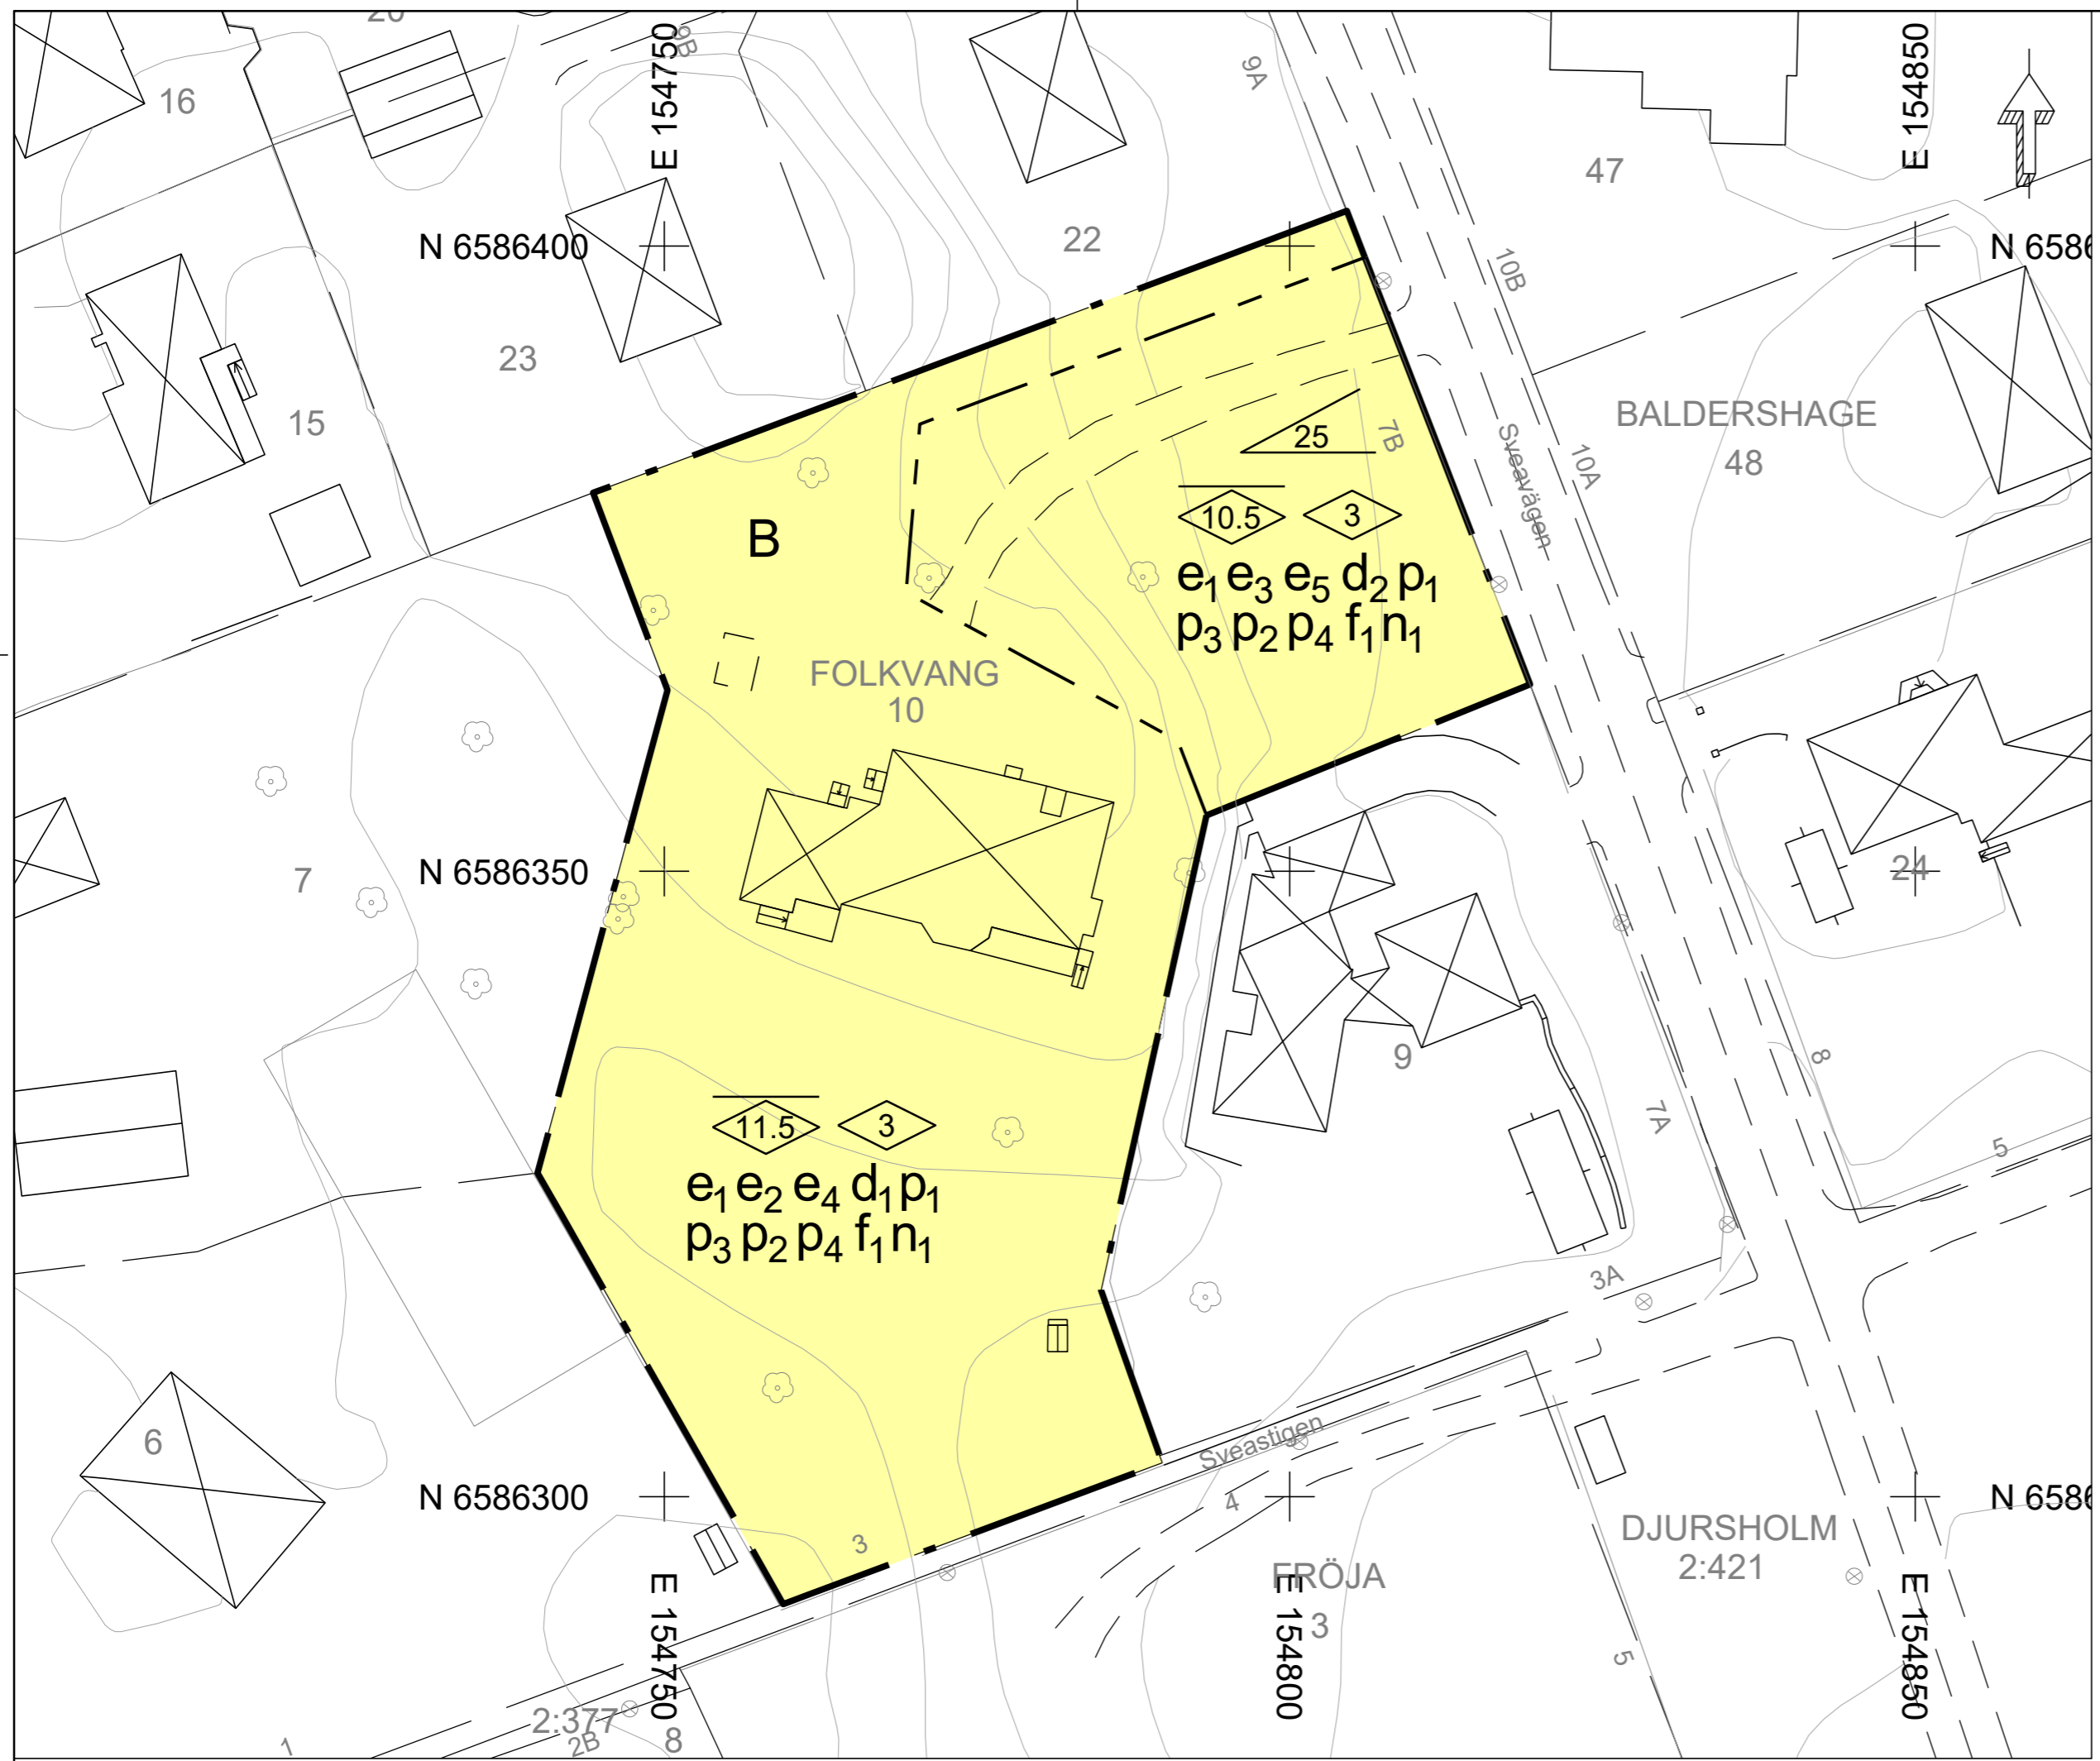 16
9B
E 154750
9A
47
E 154850
N 6586400
22
10B
23
15
BALDERSHAGE
48
25
7B
Sveavägen
10A
10.5
3
B
e1 e3 e5 d2 p1
p3 p2 p4 f1 n1
FOLKVANG
10
7
N 6586350
24
9
8
11.5
3
7A
5
e1 e2 e4 d1 p1
p3 p2 p4 f1 n1
3A
6
Sveastigen
N 6586300
4
3
DJURSHOLM
2:421
FRÖJA
3
E 154750
E 154800
E 154850
5
2:377
2B
8
1